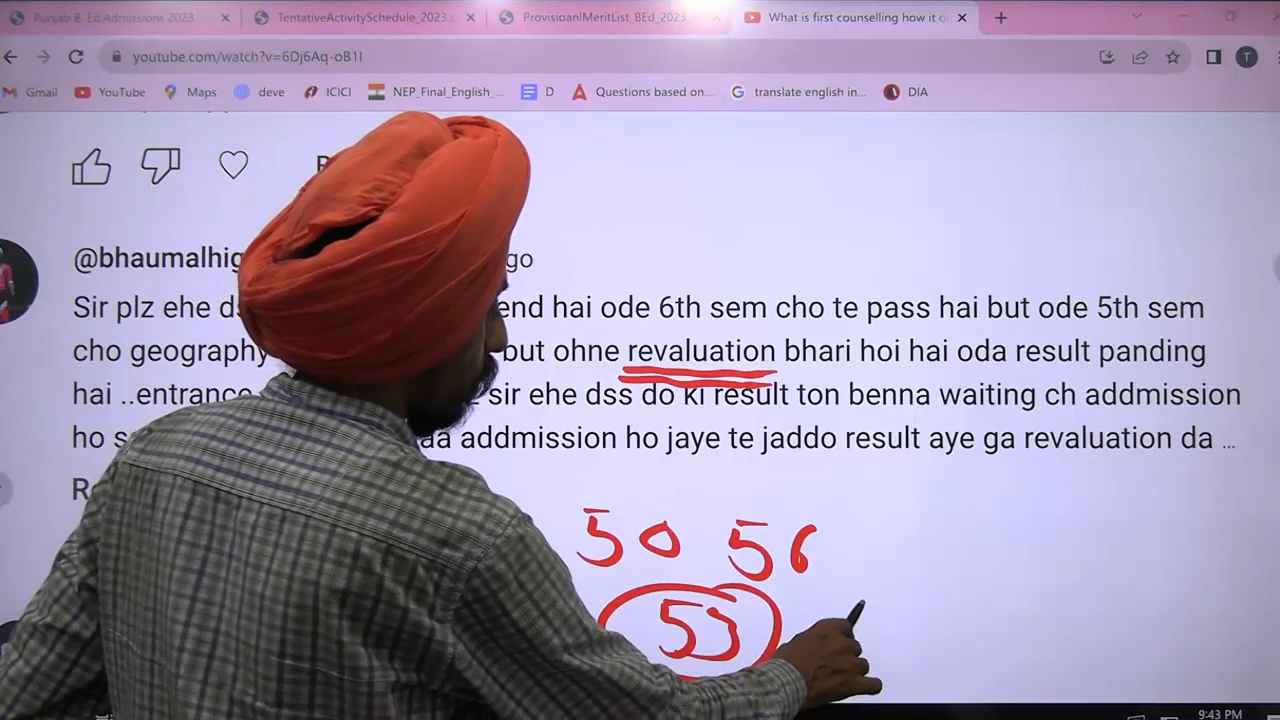 Punjab B. Ed.Admissions 2023
TentativeActivitySchedule_2023.
ProvisioanlMeritList_BEd_2023
What is first counselling how it o
youtube.com/watch?v=6Dj6Aq-oB1I
T
Gmail
YouTube
Maps
deve
ICICI
NEP_Final_English_...
D
Questions based on...
translate english in...
DIA
@bhaumalhig go
Sir plz ehe end hai ode 6th sem cho te pass hai but ode 5th sem
cho geography but ohne revaluation bhari hoi hai oda result panding
hai ..entrance sir ehe dss do ki result ton benna waiting ch addmission
ho addmission ho jaye te jaddo result aye ga revaluation da ...
50 56
53
9:43 PM